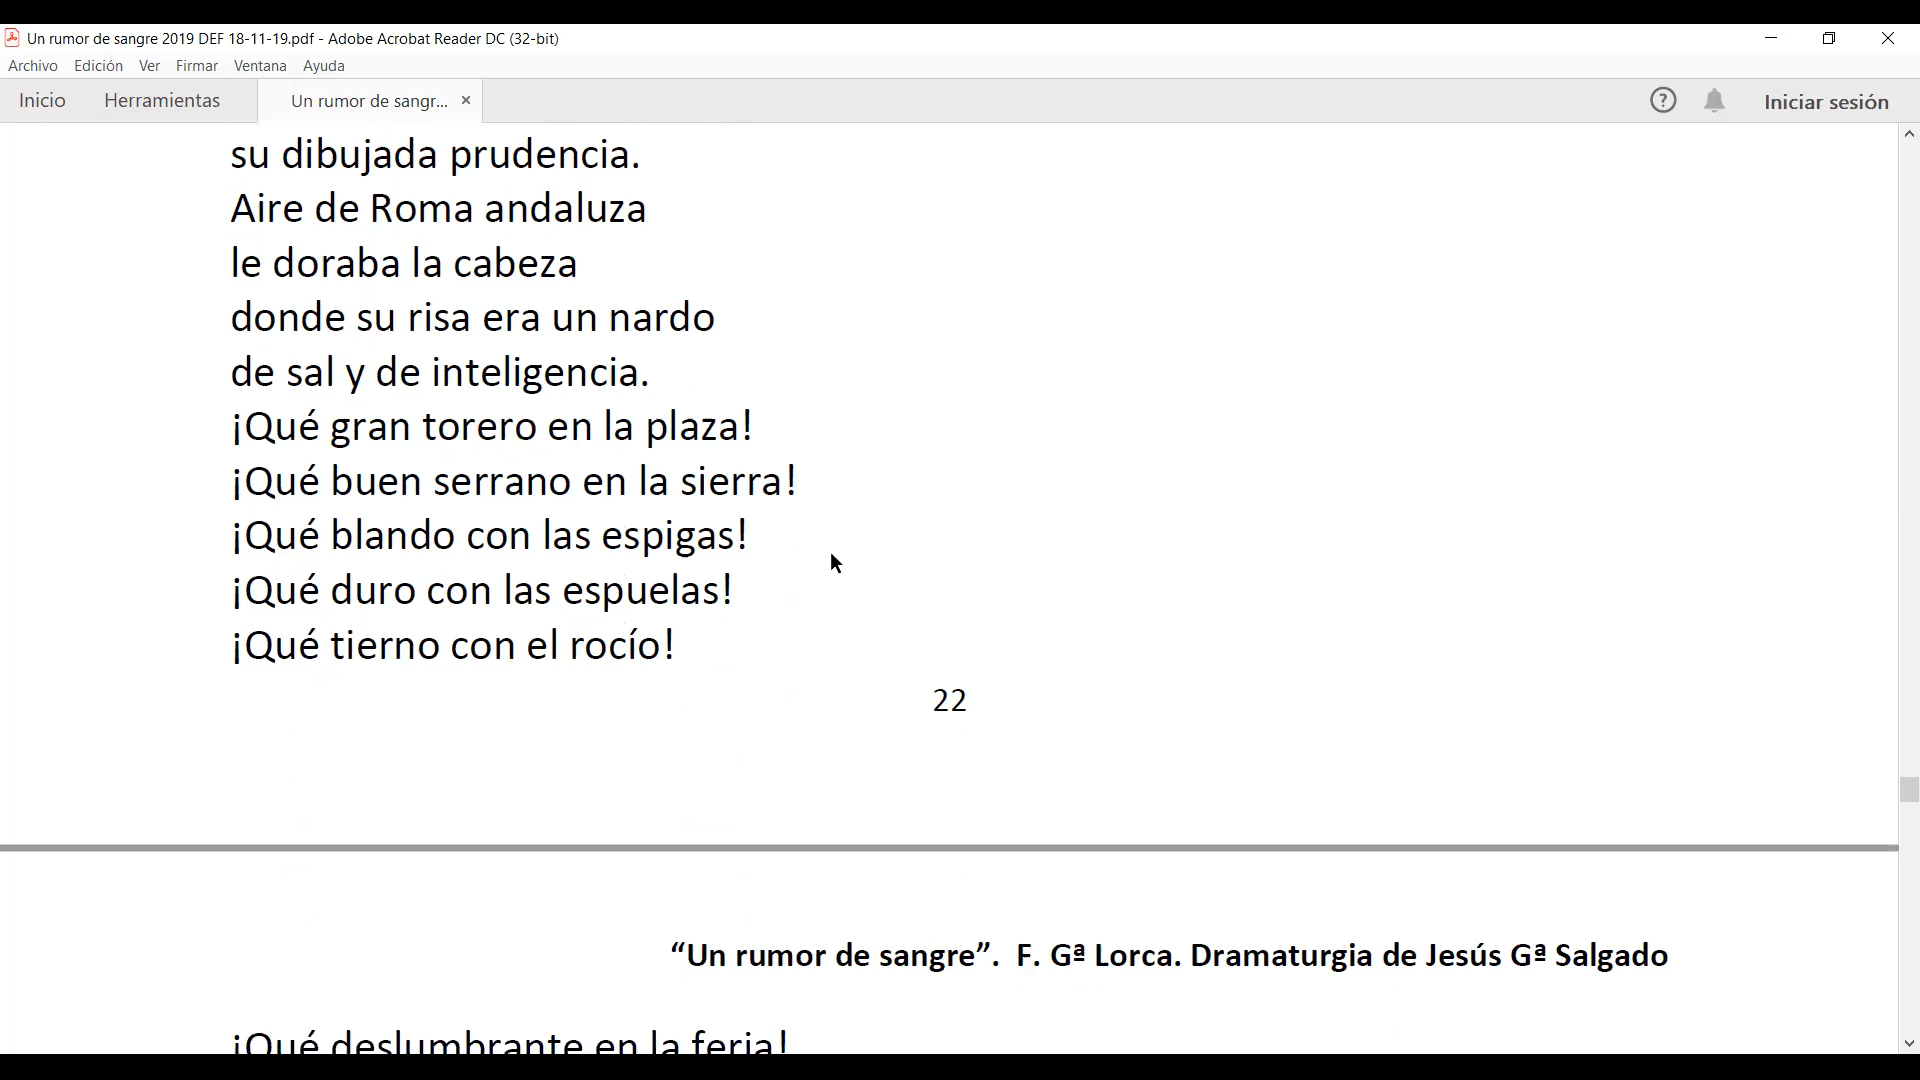 Un rumor de sangre 2019 DEF 18-11-19.pdf - Adobe Acrobat Reader DC (32-bit)
Archivo Edición Ver Firmar Ventana Ayuda
Inicio Herramientas Un rumor de sangr... Iniciar sesión
su dibujada prudencia.
Aire de Roma andaluza
le doraba la cabeza
donde su risa era un nardo
de sal y de inteligencia.
¡Qué gran torero en la plaza!
¡Qué buen serrano en la sierra!
¡Qué blando con las espigas!
¡Qué duro con las espuelas!
¡Qué tierno con el rocío!
22
“Un rumor de sangre”. F. Gª Lorca. Dramaturgia de Jesús Gª Salgado
¡Qué deslumbrante en la feria!